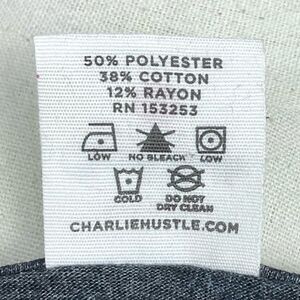 50% POLYESTER
38% COTTON
12% RAYON
RN 153253
LOW NO BLEACH LOW
COLD DO NOT
DRY CLEAN
CHARLIEHUSTLE.COM